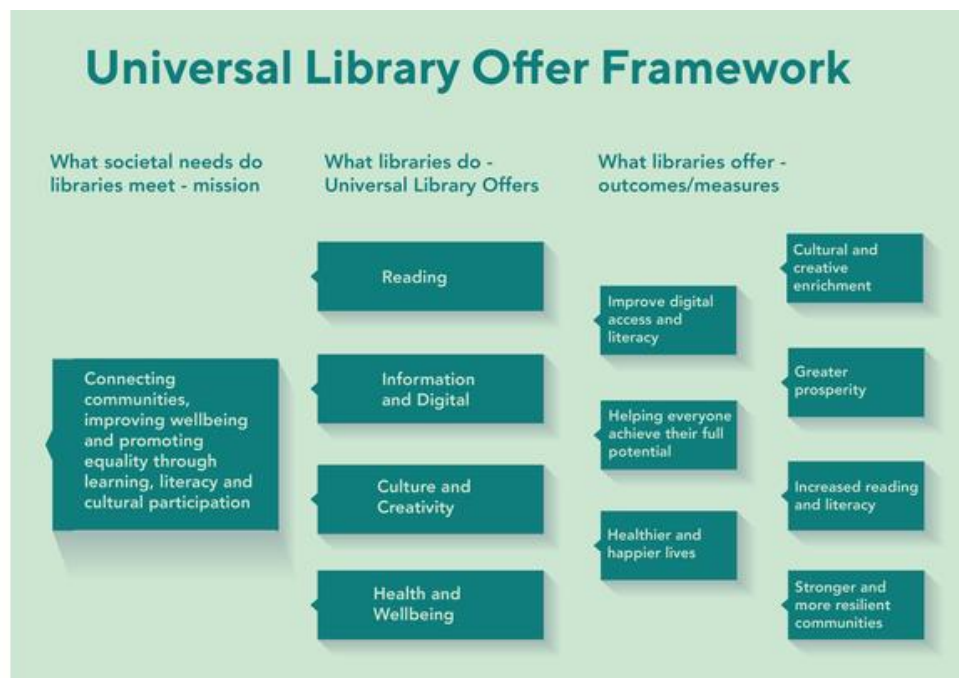 Universal Library Offer Framework
What societal needs do
libraries meet - mission
What libraries do -
Universal Library Offers
What libraries offer -
outcomes/measures
Connecting
communities,
improving wellbeing
and promoting
equality through
learning, literacy and
cultural participation
Reading
Information
and Digital
Culture and
Creativity
Health and
Wellbeing
Improve digital
access and
literacy
Helping everyone
achieve their full
potential
Healthier and
happier lives
Cultural and
creative
enrichment
Greater
prosperity
Increased reading
and literacy
Stronger and
more resilient
communities